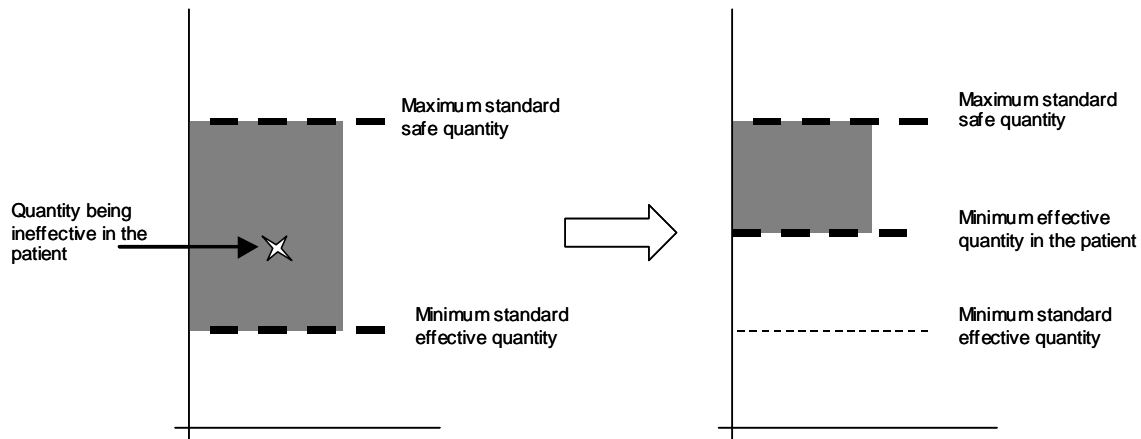 Maximum standard
safe quantity
Quantity being
ineffective in the
patient
Minimum standard
effective quantity
Maximum standard
safe quantity
Minimum effective
quantity in the patient
Minimum standard
effective quantity